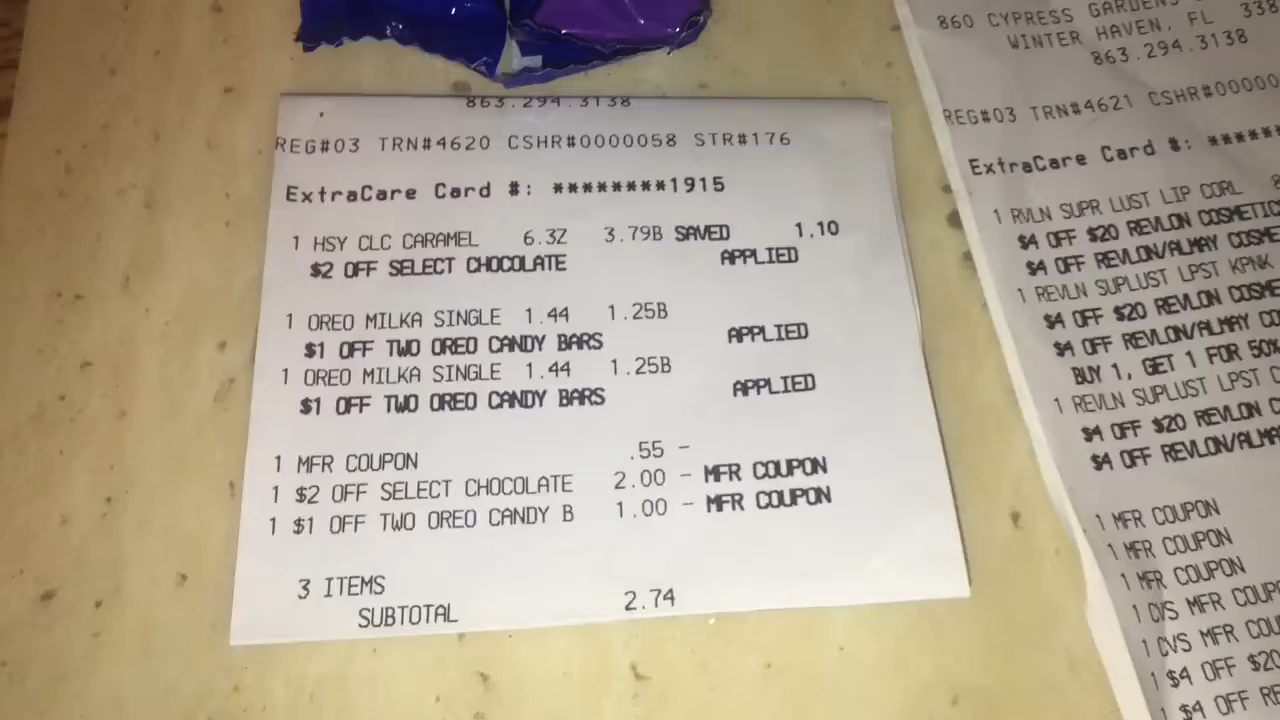 863.294.3138
REG#03 TRN#4620 CSHR#0000058 STR#176
ExtraCare Card #: ********1915
1 HSY CLC CARAMEL 6.3Z 3.79B SAVED 1.10
$2 OFF SELECT CHOCOLATE APPLIED
1 OREO MILKA SINGLE 1.44 1.25B
$1 OFF TWO OREO CANDY BARS APPLIED
1 OREO MILKA SINGLE 1.44 1.25B
$1 OFF TWO OREO CANDY BARS APPLIED
1 MFR COUPON .55 -
1 $2 OFF SELECT CHOCOLATE 2.00 - MFR COUPON
1 $1 OFF TWO OREO CANDY B 1.00 - MFR COUPON
3 ITEMS
SUBTOTAL 2.74
860 CYPRESS GARDENS
WINTER HAVEN, FL 338
863.294.3138
REG#03 TRN#4621 CSHR#00000
ExtraCare Card #: *****
1 RVLN SUPR LUST LIP CORL
$4 OFF $20 REVLON COSMETIC
$4 OFF REVLON/ALMAY COSME
1 REVLN SUPLUST LPST KPNK
$4 OFF $20 REVLON COSME
$4 OFF REVLON/ALMAY CO
BUY 1, GET 1 FOR 50%
1 REVLN SUPLUST LPST C
$4 OFF $20 REVLON C
$4 OFF REVLON/ALMA
1 MFR COUPON
1 MFR COUPON
1 MFR COUPON
1 CVS MFR COUP
1 CVS MFR COU
1 $4 OFF $20
1 $4 OFF RE